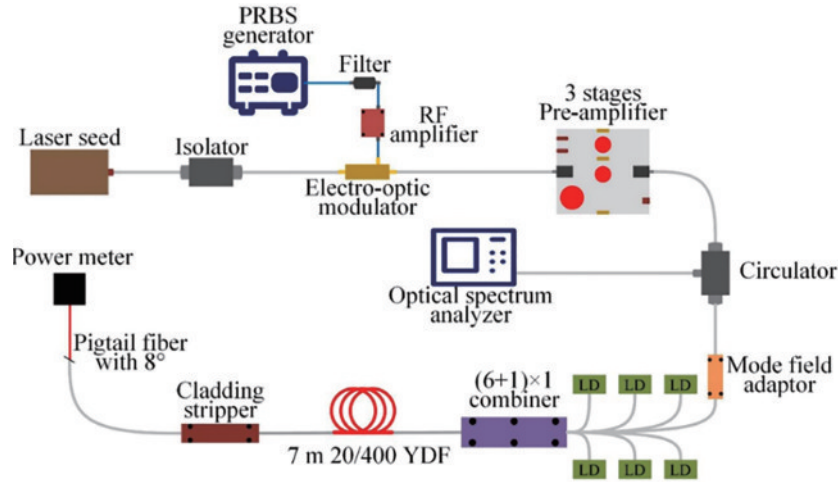 PRBS
generator
Filter
RF
amplifier
3 stages
Pre-amplifier
Laser seed
Isolator
Electro-optic
modulator
Power meter
Optical spectrum
analyzer
Circulator
Pigtail fiber
with 8°
Cladding
stripper
(6+1)×1
combiner
LD
LD
LD
Mode field
adaptor
7 m 20/400 YDF
LD
LD
LD